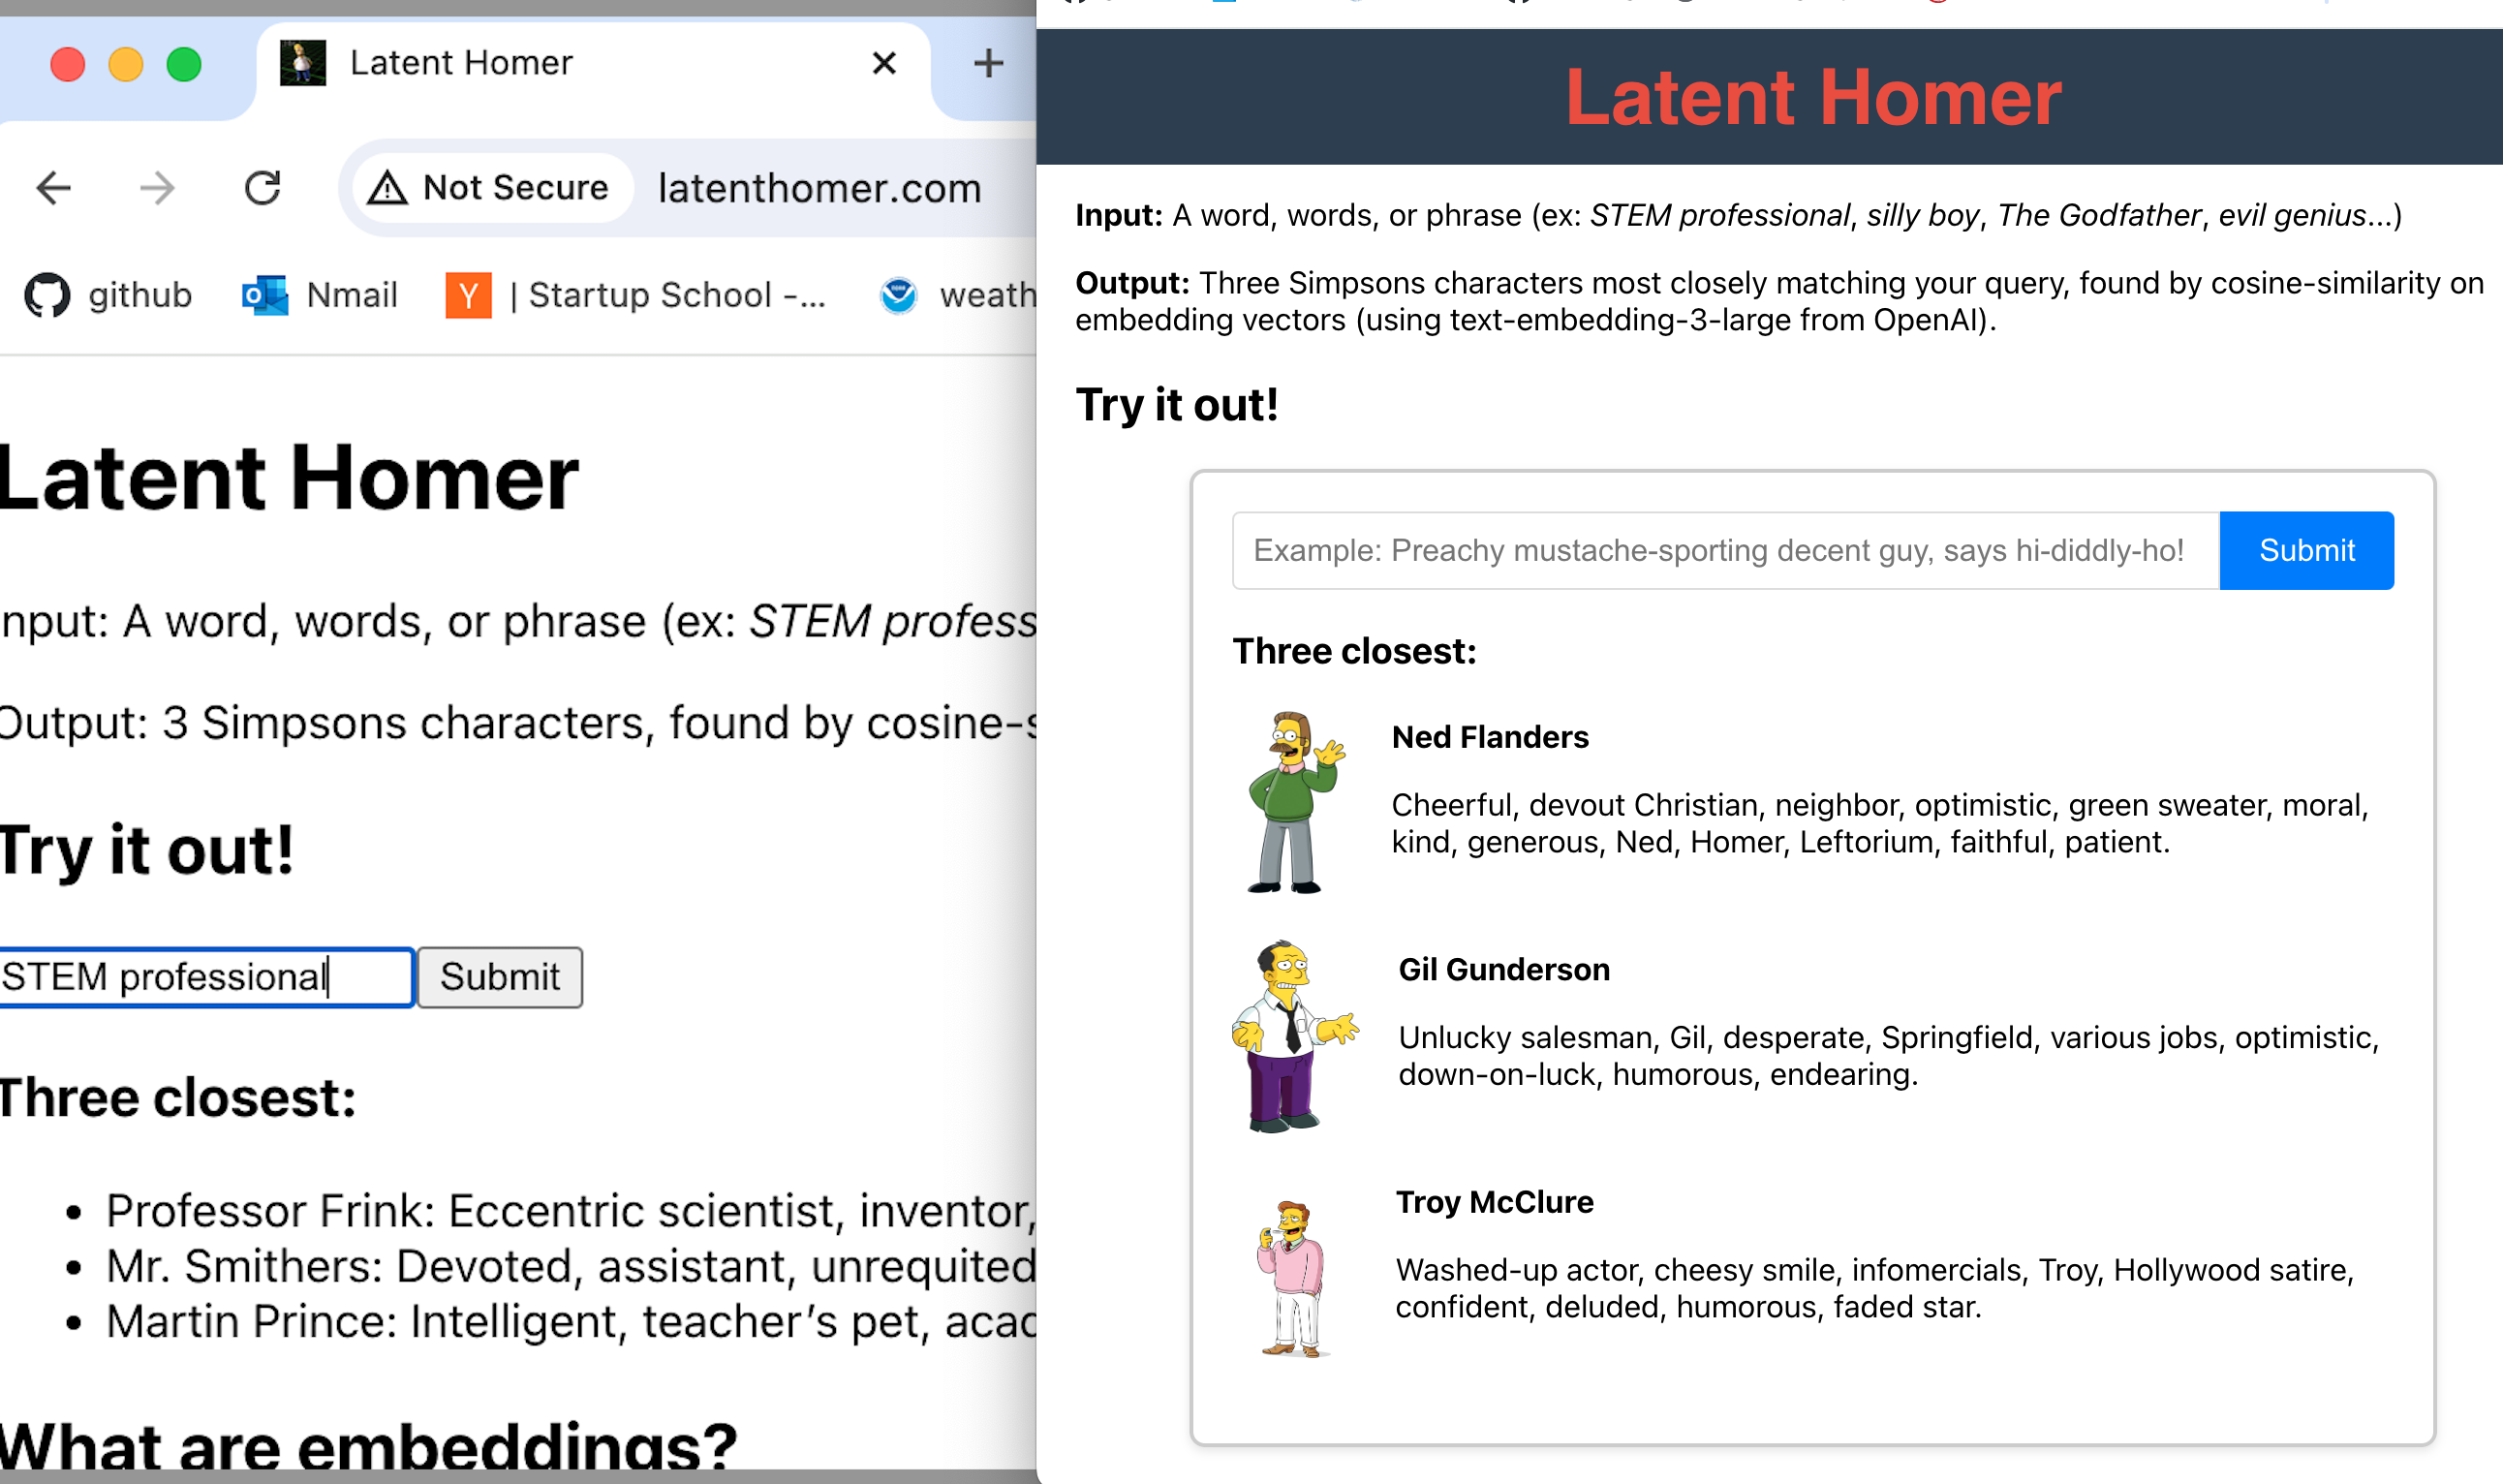 Latent Homer
Not Secure latenthomer.com
github Nmail Y | Startup School -... weath
Latent Homer
nput: A word, words, or phrase (ex: STEM profess
Output: 3 Simpsons characters, found by cosine-s
Try it out!
STEM professional Submit
Three closest:
• Professor Frink: Eccentric scientist, inventor,
• Mr. Smithers: Devoted, assistant, unrequited
• Martin Prince: Intelligent, teacher's pet, acad
What are embeddings?
Latent Homer
Input: A word, words, or phrase (ex: STEM professional, silly boy, The Godfather, evil genius...)
Output: Three Simpsons characters most closely matching your query, found by cosine-similarity on
embedding vectors (using text-embedding-3-large from OpenAI).
Try it out!
Example: Preachy mustache-sporting decent guy, says hi-diddly-ho! Submit
Three closest:
Ned Flanders
Cheerful, devout Christian, neighbor, optimistic, green sweater, moral,
kind, generous, Ned, Homer, Leftorium, faithful, patient.
Gil Gunderson
Unlucky salesman, Gil, desperate, Springfield, various jobs, optimistic,
down-on-luck, humorous, endearing.
Troy McClure
Washed-up actor, cheesy smile, infomercials, Troy, Hollywood satire,
confident, deluded, humorous, faded star.